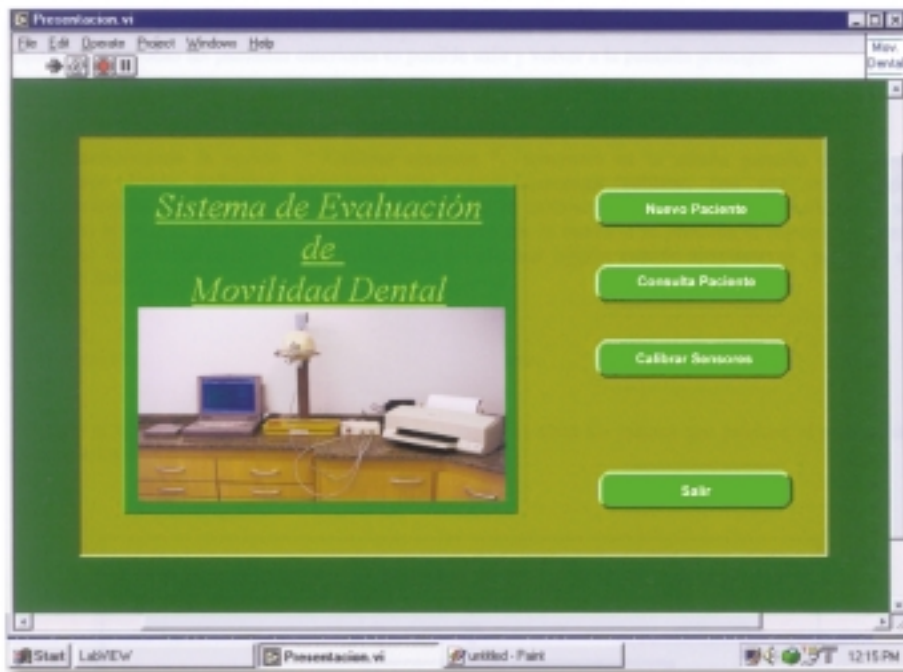 Presentacion.vi
File Edit Operate Project Windows Help
Mov.
Dental
Sistema de Evaluación
de
Movilidad Dental
Nuevo Paciente
Consulta Paciente
Calibrar Sensores
Salir
Start LabVIEW Presentacion.vi untitled - Paint 12:15 PM